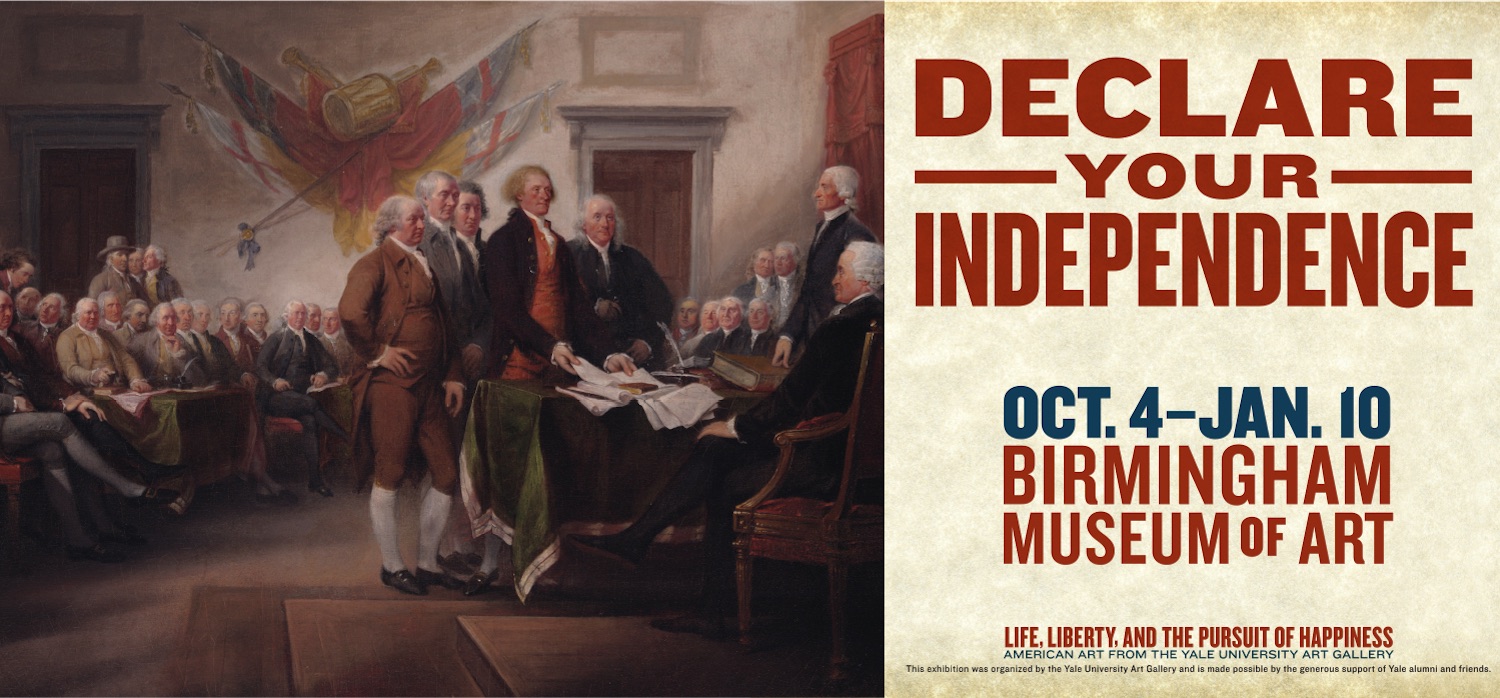 DECLARE
YOUR
INDEPENDENCE
OCT. 4–JAN. 10
BIRMINGHAM
MUSEUM OF ART
LIFE, LIBERTY, AND THE PURSUIT OF HAPPINESS
AMERICAN ART FROM THE YALE UNIVERSITY ART GALLERY
This exhibition was organized by the Yale University Art Gallery and is made possible by the generous support of Yale alumni and friends.